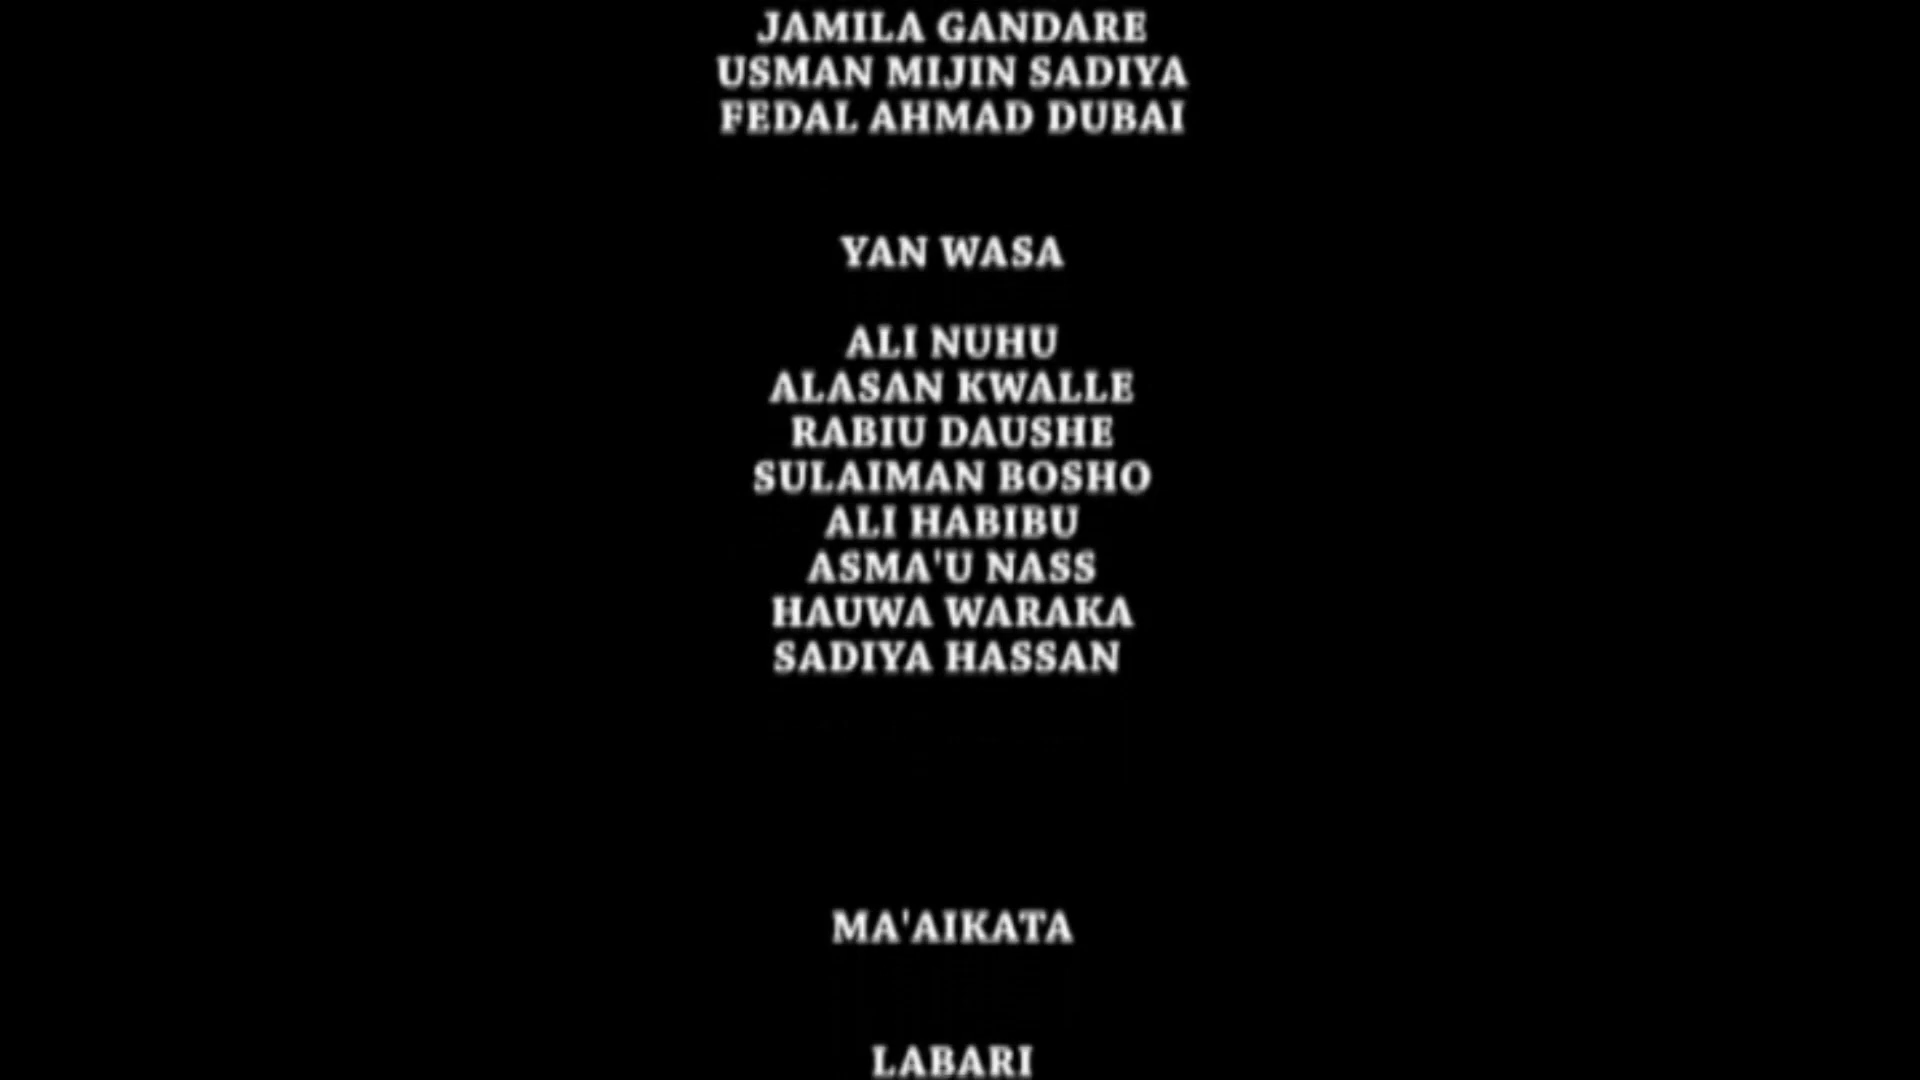 JAMILA GANDARE
USMAN MIJIN SADIYA
FEDAL AHMAD DUBAI
YAN WASA
ALI NUHU
ALASAN KWALLE
RABIU DAUSHE
SULAIMAN BOSHO
ALI HABIBU
ASMA'U NASS
HAUWA WARAKA
SADIYA HASSAN
MA'AIKATA
LABARI